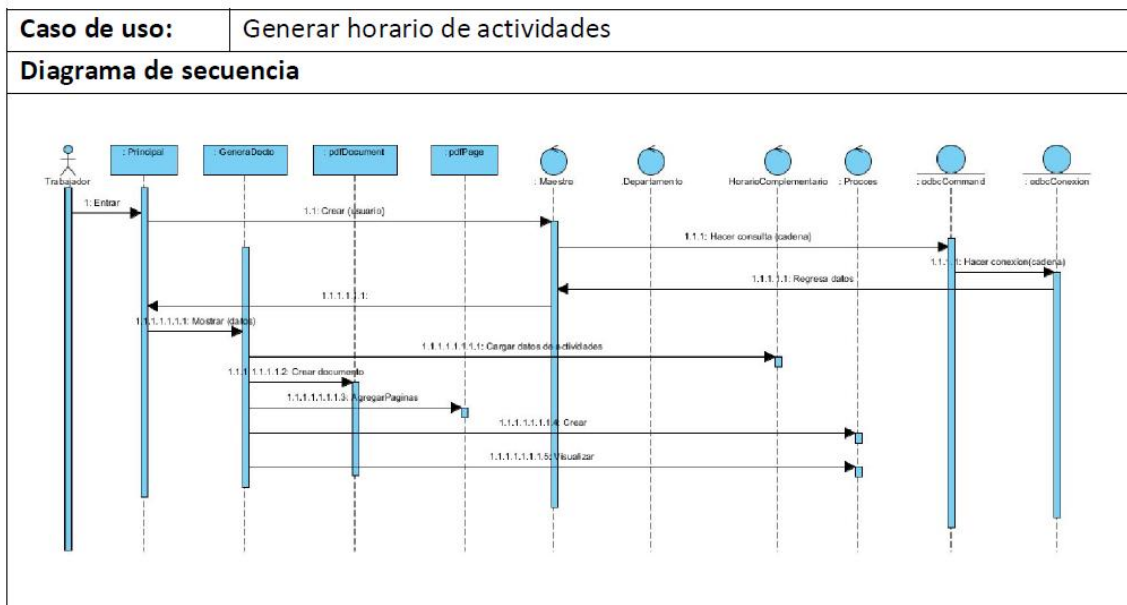 Caso de uso: Generar horario de actividades
Diagrama de secuencia
Trabajador
: Principal
: GeneraDocto
: pdfDocument
: pdfPage
: Maestro
:Departamento
HorarioComplementario
: Procces
: odbcCommand
: odbcConexion
1: Entrar
1.1: Crear (usuario)
1.1.1: Hacer consulta (cadena)
1.1.1.1: Hacer conexion(cadena)
1.1.1.1.1: Regresa datos
1.1.1.1.1.1:
1.1.1.1.1.1.1: Mostrar (datos)
1.1.1.1.1.1.1.1: Cargar datos de actividades
1.1.1.1.1.1.1.2: Crear documento
1.1.1.1.1.1.1.3: AgregarPaginas
1.1.1.1.1.1.1.4: Crear
1.1.1.1.1.1.1.5: Visualizar